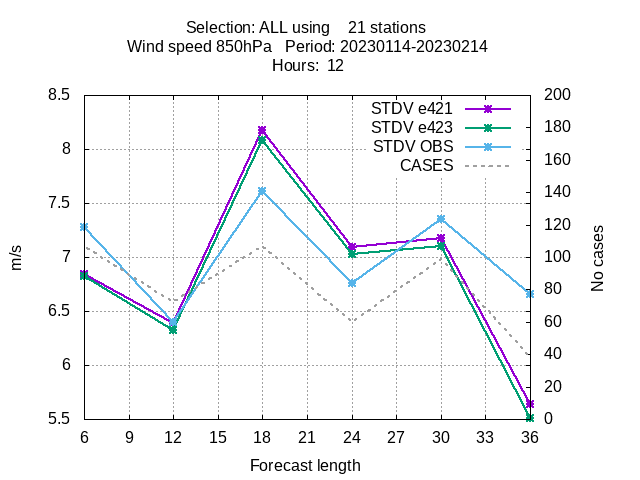 Selection: ALL using    21 stations
Wind speed 850hPa   Period: 20230114-20230214
Hours:  12
8.5
8
7.5
7
6.5
6
5.5
m/s
STDV e421
STDV e423
STDV OBS
CASES
200
180
160
140
120
100
80
60
40
20
0
No cases
6 9 12 15 18 21 24 27 30 33 36
Forecast length